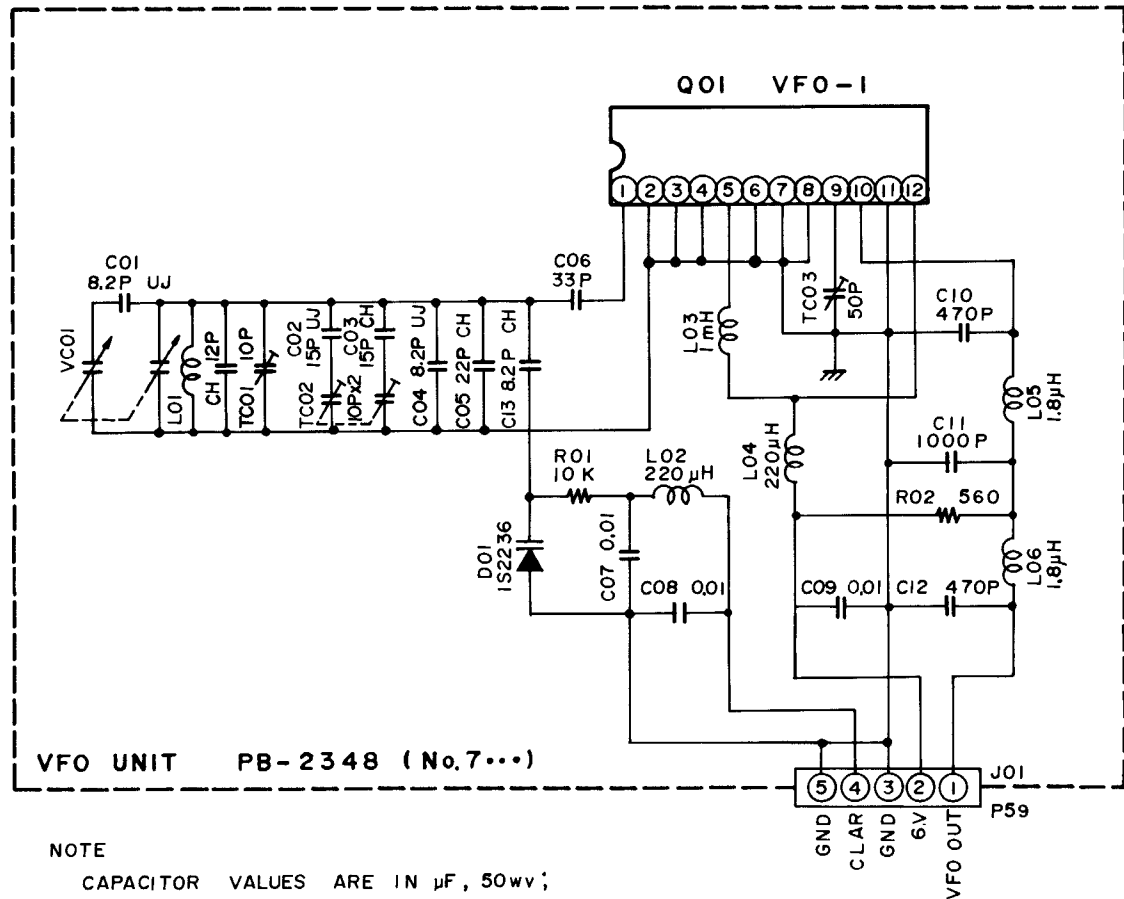 Q01 VFO-1
1 2 3 4 5 6 7 8 9 10 11 12
C01
8.2P UJ
C06
33P
VC01
L01
CH 12P
TC01 10P
C02
15P UJ
TC02
10PX2
C03
15P CH
C04 8.2P UJ
C05 22P CH
C13 8.2P CH
L03
1mH
TC03
50P
C10
470P
L05
1.8µH
C11
1000P
L04
220µH
R01
10K
L02
220µH
R02 560
D01
1S2236
C07 0.01
C08 0.01
C09 0.01
C12 470P
L06
1.8µH
VFO UNIT PB-2348 (No.7•••)
5 4 3 2 1
J01
P59
GND
CLAR
GND
6V
VFO OUT
NOTE
CAPACITOR VALUES ARE IN µF, 50WV;